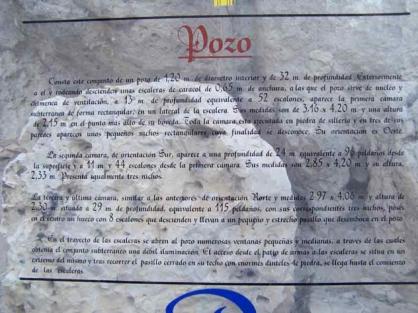 Pozo
Consta este conjunto de un pozo de 4,20 m. de diámetro interior y de 32 m. de profundidad. Exteriormente
a él y rodeando descienden unas escaleras de caracol de 0,65 m. de anchura, a las que el pozo sirve de núcleo y
chimenea de ventilación, a 13 m. de profundidad equivalente a 52 escalones, aparece la primera cámara
subterránea de forma rectangular, en un lateral de la escalera. Sus medidas son de 3,16 x 4,20 m. y una altura
de 2,15 m. en el punto más alto de su bóveda. Toda la cámara está ejecutada en piedra de sillería y en tres de sus
paredes aparecen unos pequeños nichos rectangulares cuya finalidad se desconoce. Su orientación es Oeste.
La segunda cámara, de orientación Sur, aparece a una profundidad de 24 m. equivalente a 96 peldaños desde
la superficie y a 11 m. y 44 escalones desde la primera cámara. Sus medidas son 2,85 x 4,20 m. y un altura,
2,33 m. Presenta igualmente tres nichos.
La tercera y última cámara, similar a las anteriores de orientación Norte y medidas 2,97 x 4,08 m. y altura de
2,30 m. situada a 29 m. de profundidad, equivalente a 115 peldaños, con sus correspondientes tres nichos, posee
en el centro un hueco con 8 escalones que descienden y llevan a un pequeño y estrecho pasillo que desemboca en el pozo.
En el trayecto de las escaleras se abren al pozo numerosas ventanas pequeñas y medianas, a través de las cuales
obtenía el conjunto subterráneo una débil iluminación. El acceso desde el patio de armas a las escaleras se sitúa en un
extremo del mismo y tras recorrer el pasillo cerrado en su techo con enormes dinteles de piedra, se llega hasta el comienzo
de las escaleras.